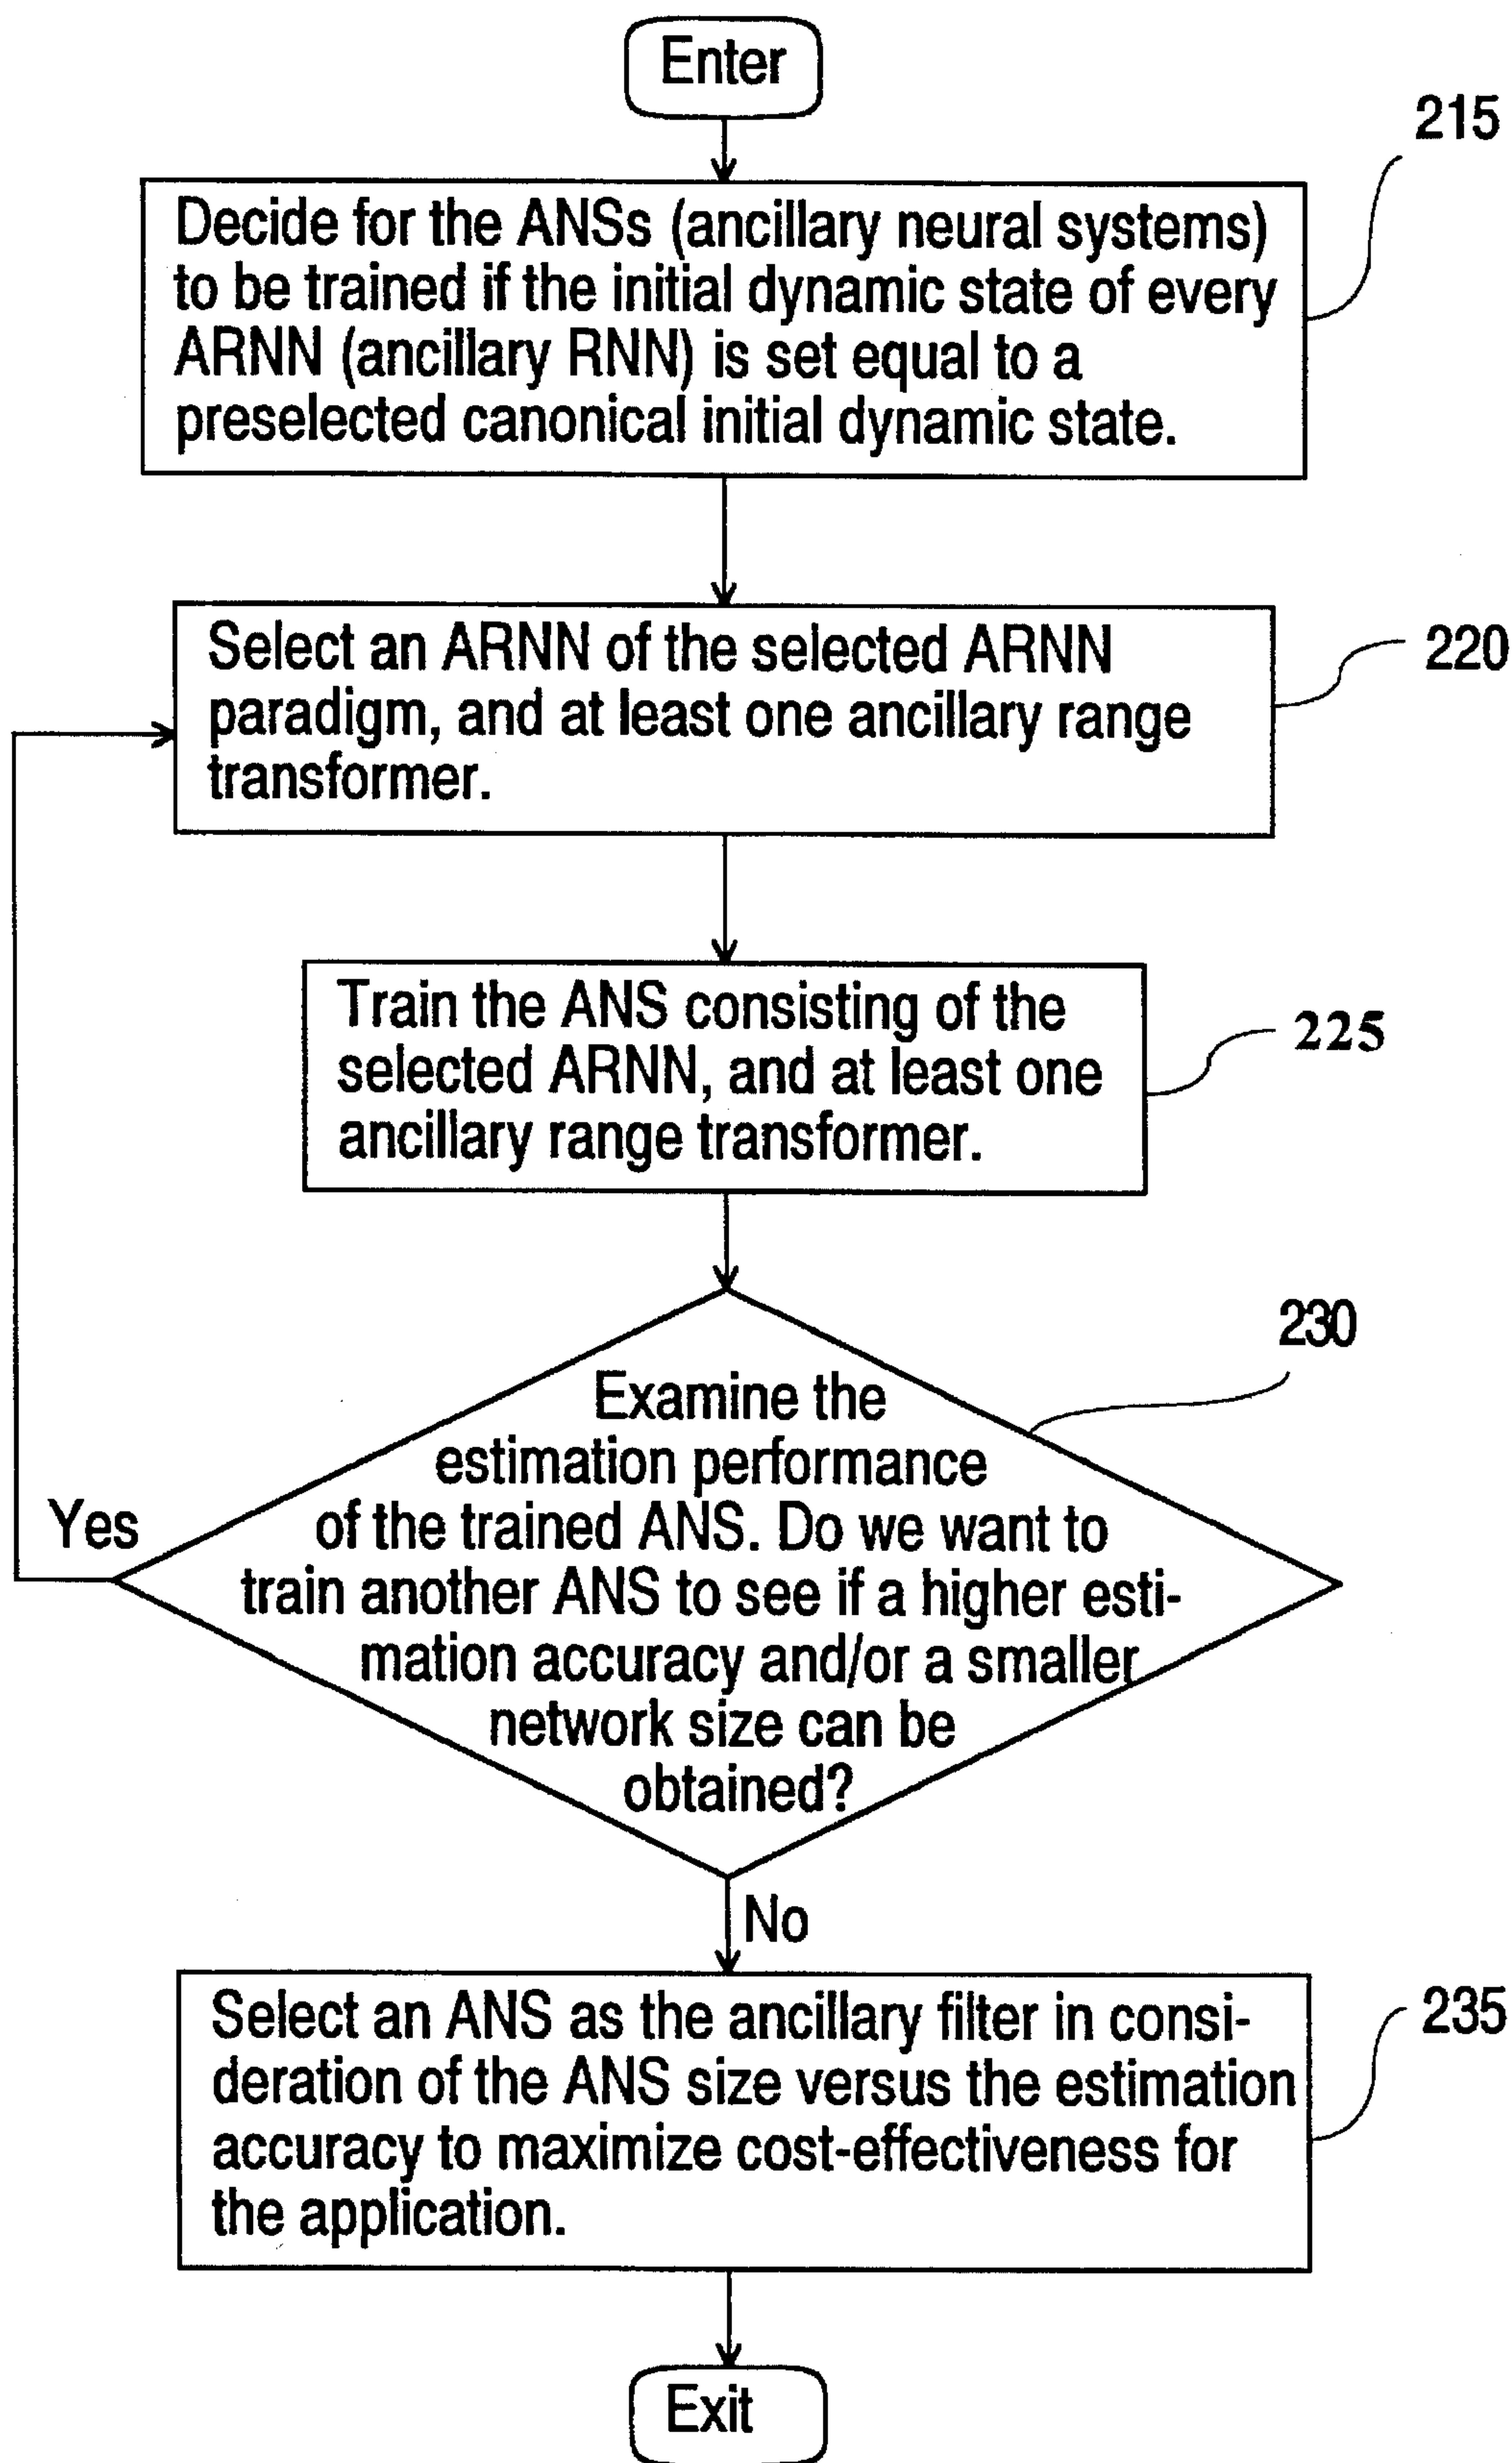 Enter
215
Decide for the ANSs (ancillary neural systems)
to be trained if the initial dynamic state of every
ARNN (ancillary RNN) is set equal to a
preselected canonical initial dynamic state.
220
Select an ARNN of the selected ARNN
paradigm, and at least one ancillary range
transformer.
Train the ANS consisting of the
selected ARNN, and at least one
ancillary range transformer.
225
230
Examine the
estimation performance
of the trained ANS. Do we want to
train another ANS to see if a higher esti-
mation accuracy and/or a smaller
network size can be
obtained?
Yes
No
Select an ANS as the ancillary filter in consi-
deration of the ANS size versus the estimation
accuracy to maximize cost-effectiveness for
the application.
235
Exit